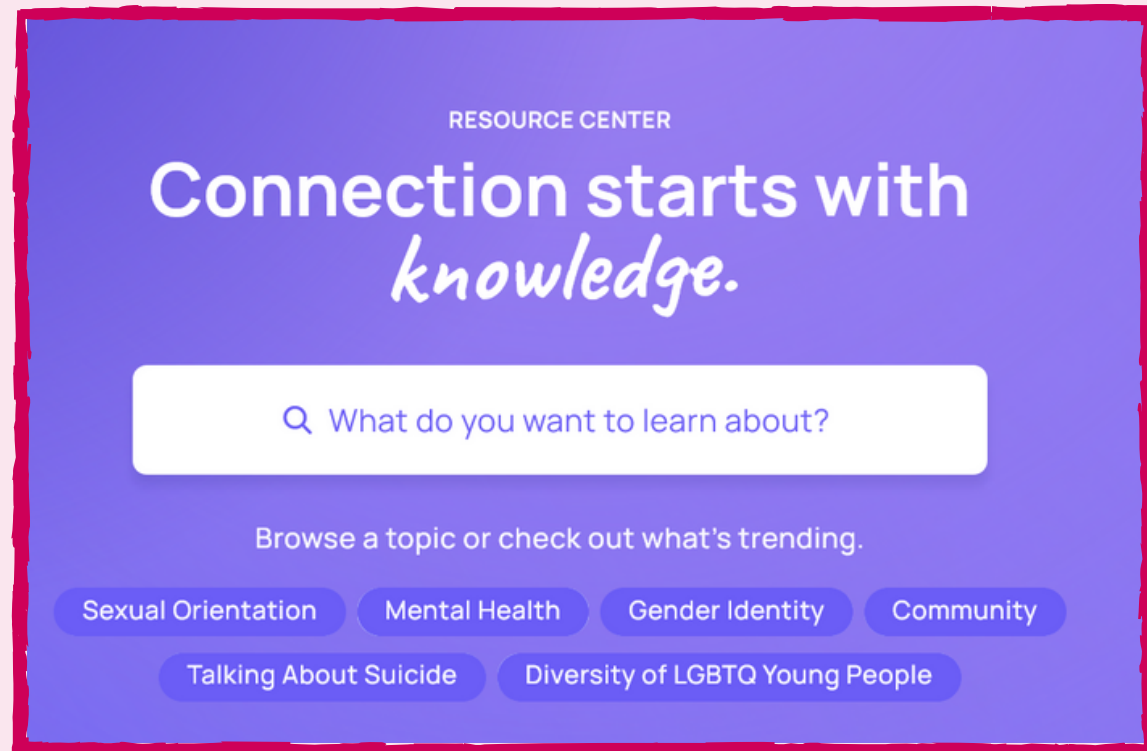 RESOURCE CENTER
Connection starts with
knowledge.
What do you want to learn about?
Browse a topic or check out what's trending.
Sexual Orientation Mental Health Gender Identity Community
Talking About Suicide Diversity of LGBTQ Young People